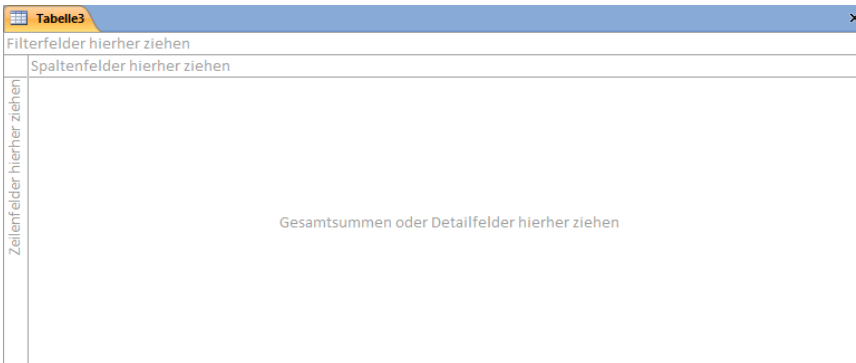 Tabelle3
Filterfelder hierher ziehen
Spaltenfelder hierher ziehen
Zeilenfelder hierher ziehen
Gesamtsummen oder Detailfelder hierher ziehen